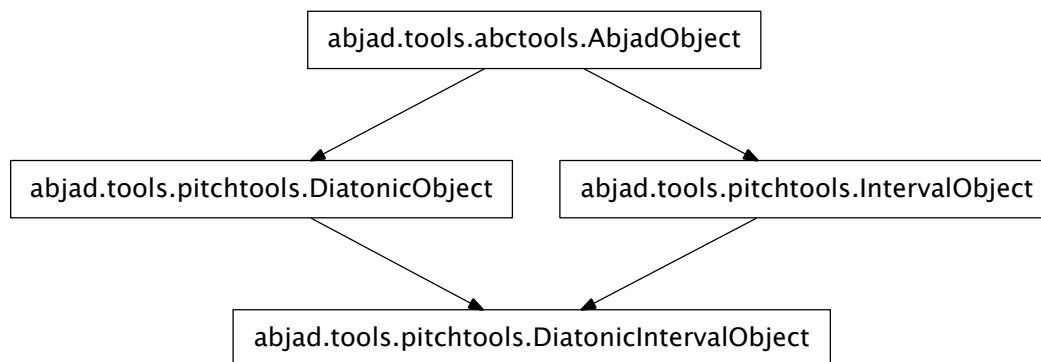 abjad.tools.abctools.AbjadObject
abjad.tools.pitchtools.DiatonicObject
abjad.tools.pitchtools.IntervalObject
abjad.tools.pitchtools.DiatonicIntervalObject